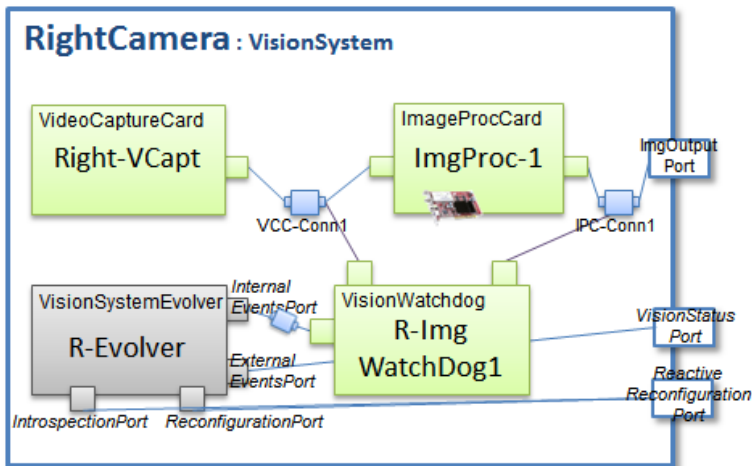 RightCamera : VisionSystem
VideoCaptureCard
Right-VCapt
ImageProcCard
ImgProc-1
ImgOutput
Port
VCC-Conn1
IPC-Conn1
VisionSystemEvolver
R-Evolver
Internal
EventsPort
External
EventsPort
VisionWatchdog
R-Img
WatchDog1
VisionStatus
Port
Reactive
Reconfiguration
Port
IntrospectionPort
ReconfigurationPort